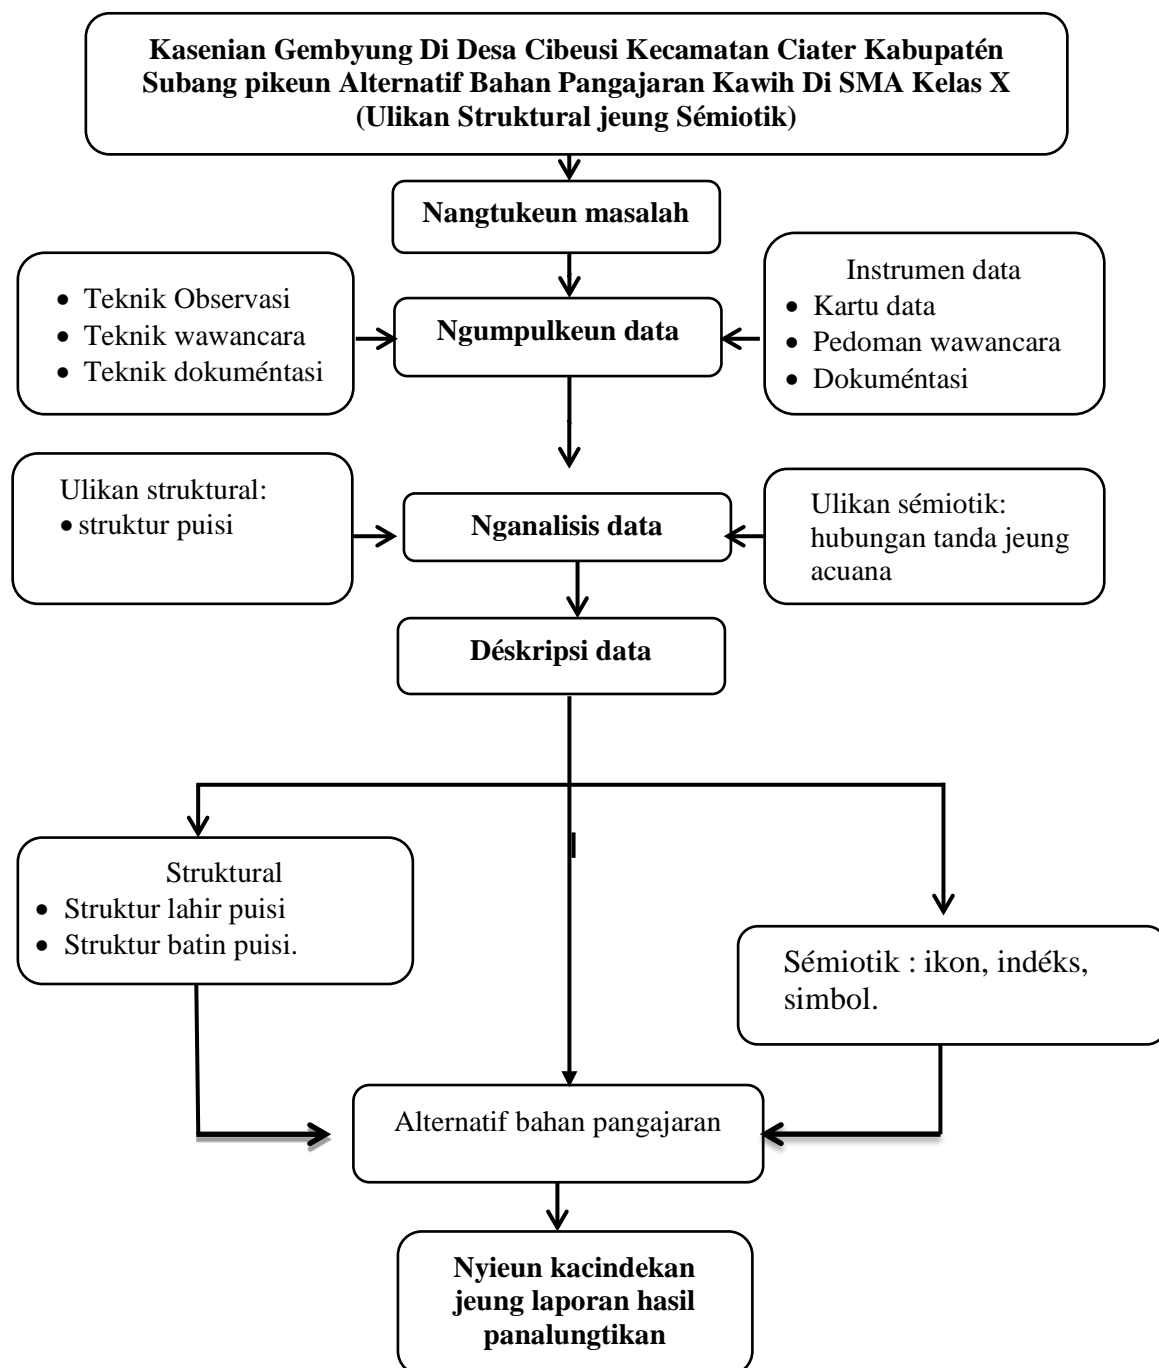 Kasenian Gembyung Di Desa Cibeusi Kecamatan Ciater Kabupatén
Subang pikeun Alternatif Bahan Pangajaran Kawih Di SMA Kelas X
(Ulikan Struktural jeung Sémiotik)
Nangtukeun masalah
• Teknik Observasi
• Teknik wawancara
• Teknik dokuméntasi
Ngumpulkeun data
Instrumen data
• Kartu data
• Pedoman wawancara
• Dokuméntasi
Ulikan struktural:
• struktur puisi
Nganalisis data
Ulikan sémiotik:
hubungan tanda jeung
acuana
Déskripsi data
Struktural
• Struktur lahir puisi
• Struktur batin puisi.
Sémiotik : ikon, indéks,
simbol.
Alternatif bahan pangajaran
Nyieun kacindekan
jeung laporan hasil
panalungtikan